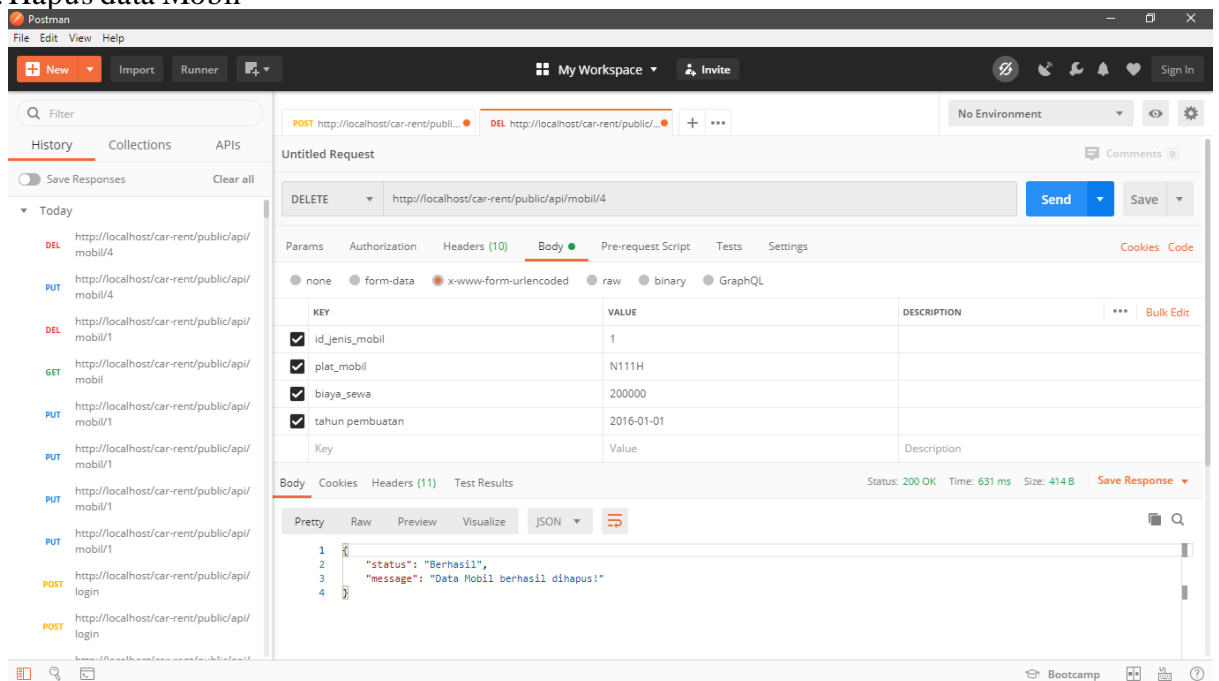 Hapus data Mobil
Postman
File Edit View Help
New Import Runner My Workspace Invite Sign In
Filter
History Collections APIs
Save Responses Clear all
Today
DEL http://localhost/car-rent/public/api/
mobil/4
PUT http://localhost/car-rent/public/api/
mobil/4
DEL http://localhost/car-rent/public/api/
mobil/1
GET http://localhost/car-rent/public/api/
mobil
PUT http://localhost/car-rent/public/api/
mobil/1
PUT http://localhost/car-rent/public/api/
mobil/1
PUT http://localhost/car-rent/public/api/
mobil/1
PUT http://localhost/car-rent/public/api/
mobil/1
POST http://localhost/car-rent/public/api/
login
POST http://localhost/car-rent/public/api/
login
POST http://localhost/car-rent/publi... DEL http://localhost/car-rent/public/... + ••• No Environment
Untitled Request Comments 0
DELETE http://localhost/car-rent/public/api/mobil/4 Send Save
Params Authorization Headers (10) Body Pre-request Script Tests Settings Cookies Code
none form-data x-www-form-urlencoded raw binary GraphQL
KEY VALUE DESCRIPTION ••• Bulk Edit
id_jenis_mobil 1
plat_mobil N111H
biaya_sewa 200000
tahun pembuatan 2016-01-01
Key Value Description
Body Cookies Headers (11) Test Results Status: 200 OK Time: 631 ms Size: 414 B Save Response
Pretty Raw Preview Visualize JSON
1 {
2 "status": "Berhasil",
3 "message": "Data Mobil berhasil dihapus!"
4 }
Bootcamp